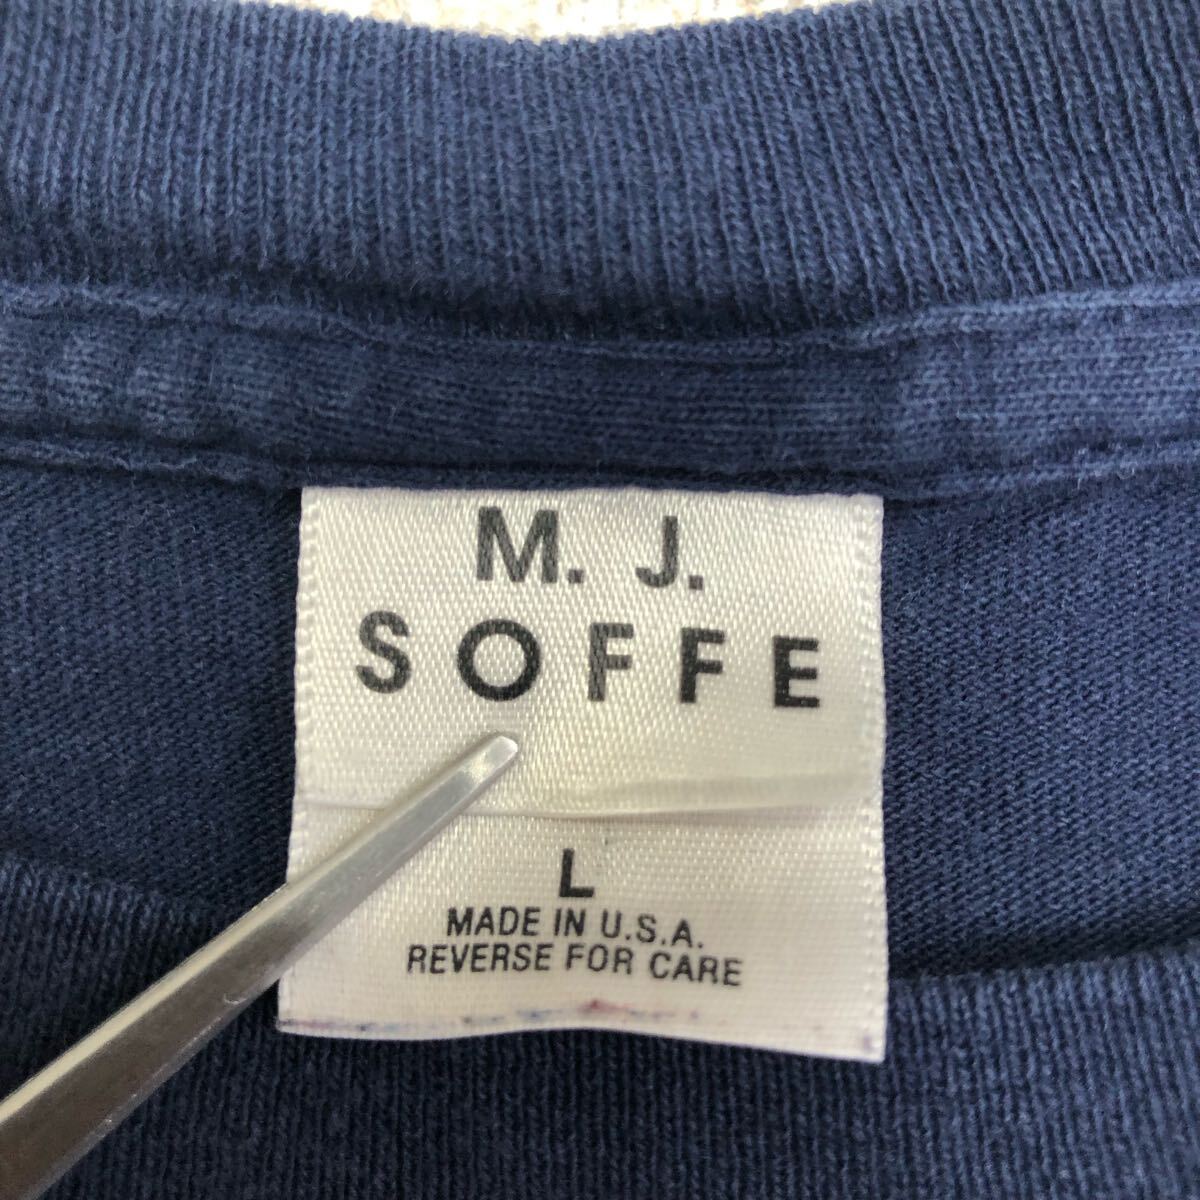 M. J.
SOFFE
L
MADE IN U.S.A.
REVERSE FOR CARE